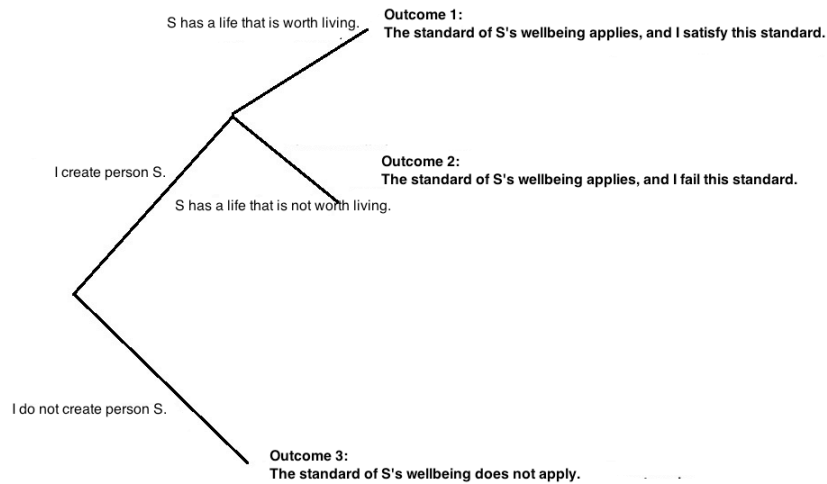 S has a life that is worth living.
Outcome 1:
The standard of S's wellbeing applies, and I satisfy this standard.
I create person S.
Outcome 2:
The standard of S's wellbeing applies, and I fail this standard.
S has a life that is not worth living.
I do not create person S.
Outcome 3:
The standard of S's wellbeing does not apply.